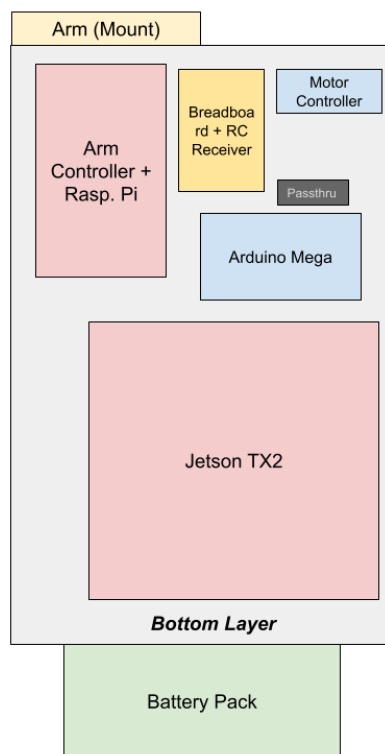 Arm (Mount)
Arm
Controller +
Rasp. Pi
Breadboa
rd + RC
Receiver
Motor
Controller
Passthru
Arduino Mega
Jetson TX2
Bottom Layer
Battery Pack